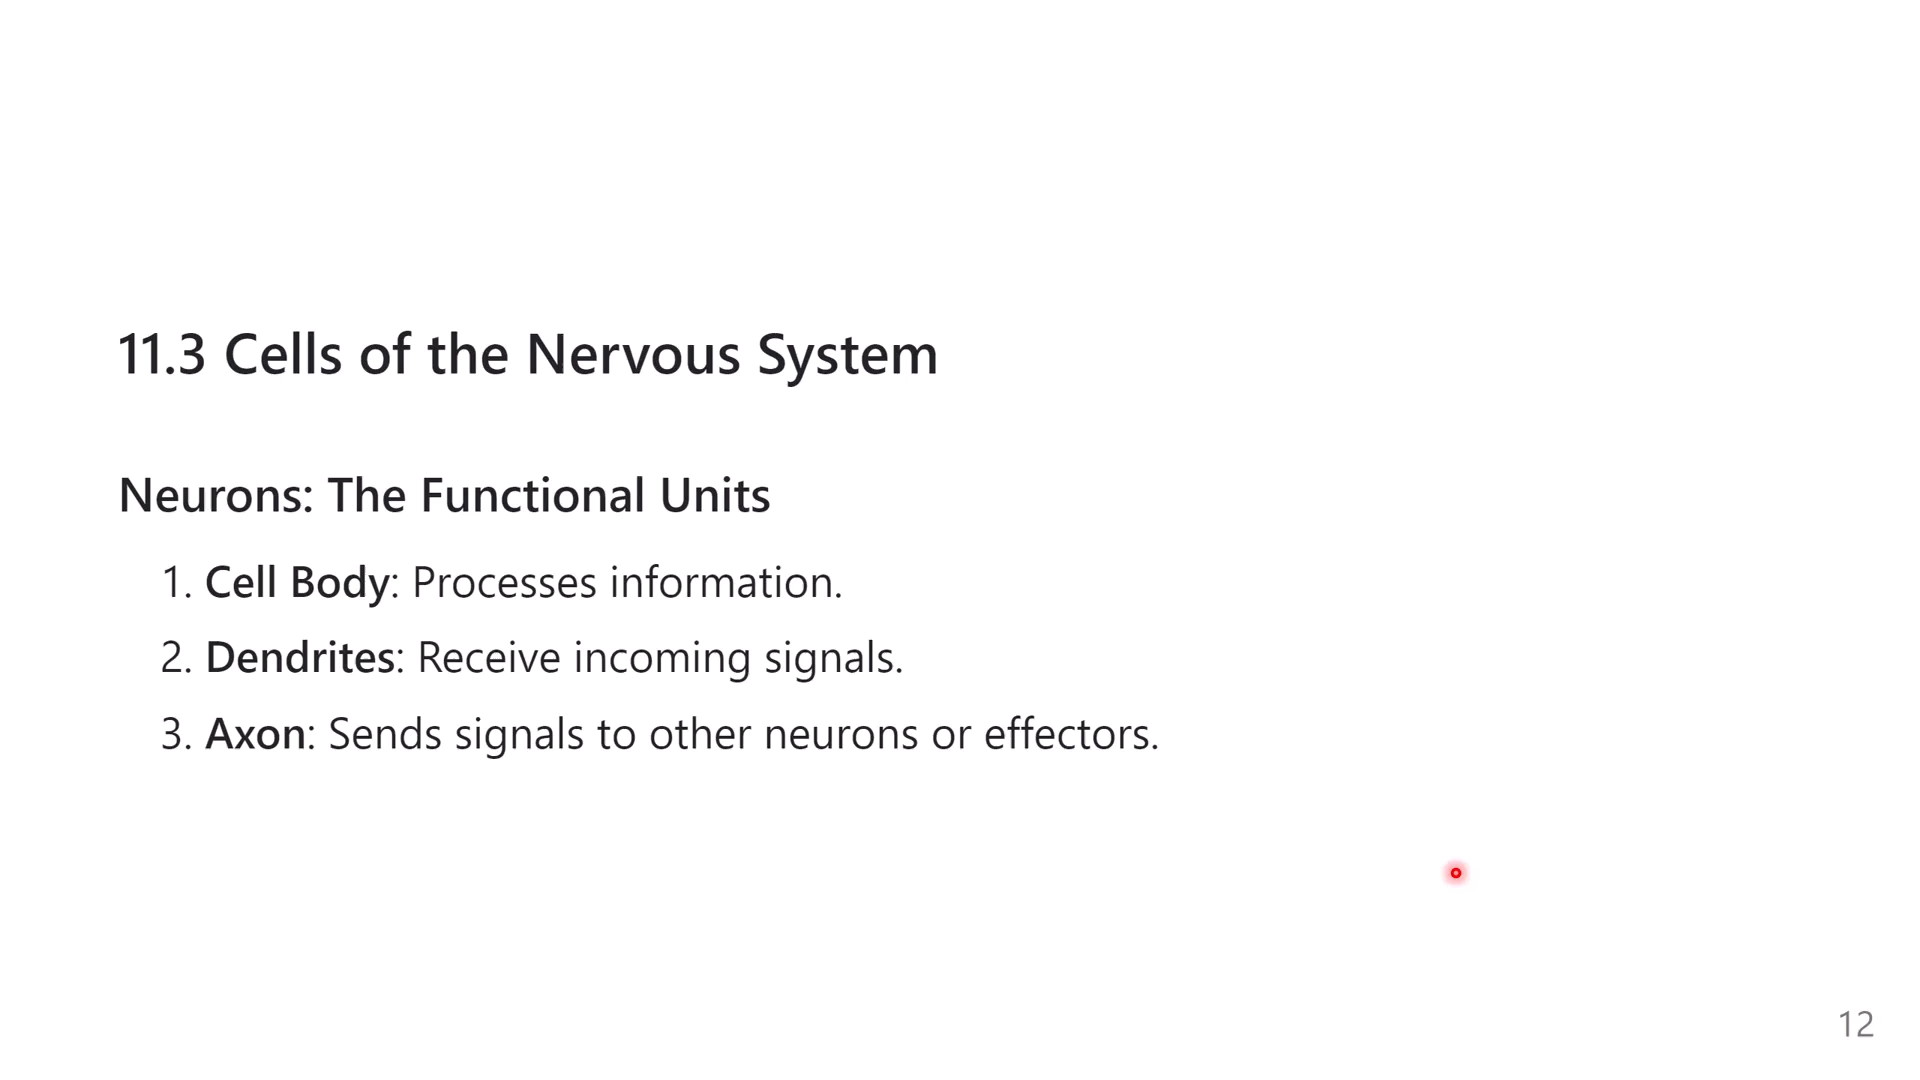 11.3 Cells of the Nervous System
Neurons: The Functional Units
1. Cell Body: Processes information.
2. Dendrites: Receive incoming signals.
3. Axon: Sends signals to other neurons or effectors.
12